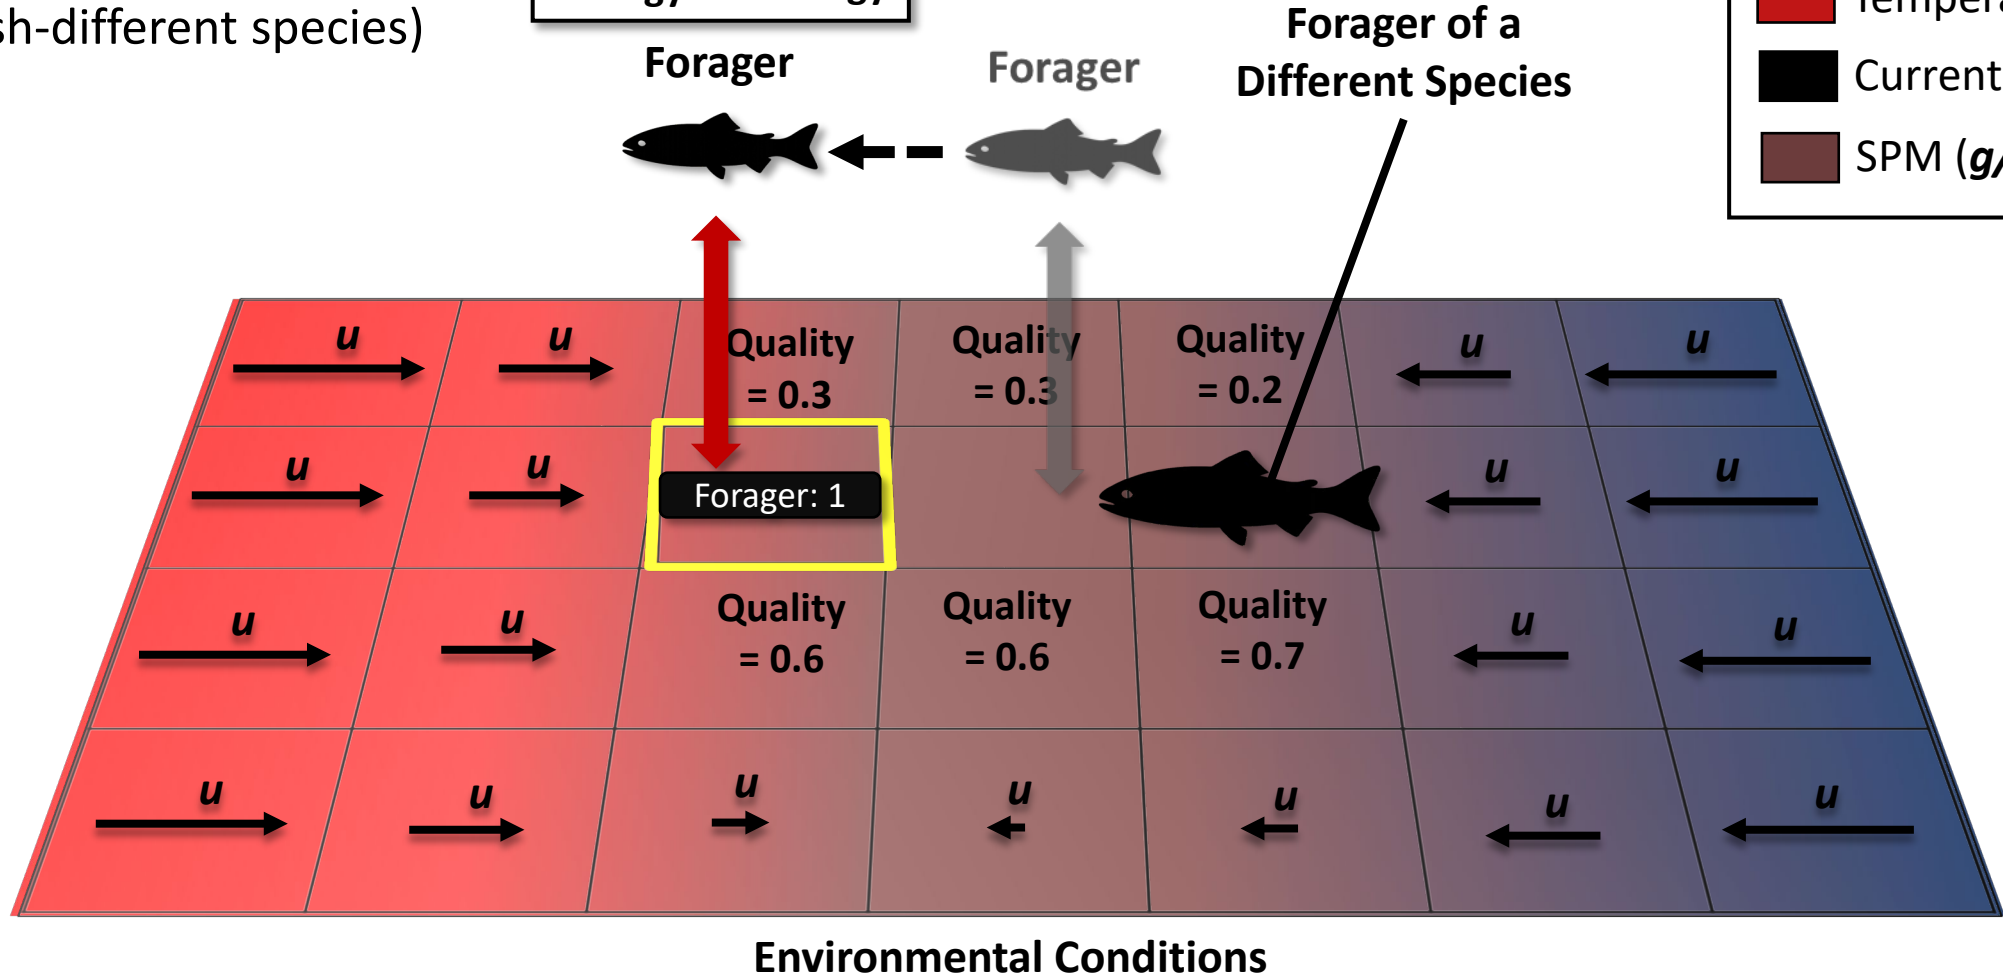 sh-different species)
Forager
Forager
Forager of a
Different Species
Current
SPM (g/
u
u
Quality
= 0.3
Quality
= 0.3
Quality
= 0.2
u
u
u
u
Forager: 1
u
u
u
u
Quality
= 0.6
Quality
= 0.6
Quality
= 0.7
u
u
u
u
u
u
u
u
u
Environmental Conditions